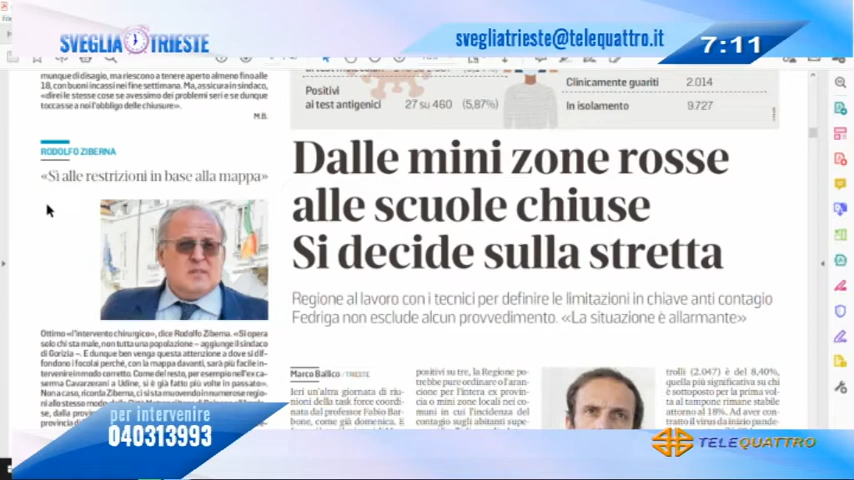 SVEGLIA TRIESTE
svegliatrieste@telequattro.it
7:11
munque di disagio, ma riescono a tenere aperto almeno fino alle
18, con buoni incassi nei fine settimana. Ma, assicura in sindaco,
«direi le stesse cose se avessimo dei problemi seri e se dunque
toccasse a noi l'obbligo delle chiusure».
M.B.
RODOLFO ZIBERNA
«Sì alle restrizioni in base alla mappa»
Ottimo «l'intervento chirurgico», dice Rodolfo Ziberna. «Si opera
solo chi sta male, non tutta una popolazione – aggiunge il sindaco
di Gorizia –. E dunque ben venga questa attenzione a dove si dif-
fondono i focolai perché, con la mappa davanti, sarà più facile in-
tervenire in modo corretto. Come del resto, per esempio nell'ex ca-
serma Cavarzerani a Udine, si è già fatto più volte in passato».
Non a caso, ricorda Ziberna, ci si sta muovendo in numerose regio-
Positivi
ai test antigenici
27 su 460 (5,87%)
Clinicamente guariti 2.014
In isolamento 9.727
Dalle mini zone rosse
alle scuole chiuse
Si decide sulla stretta
Regione al lavoro con i tecnici per definire le limitazioni in chiave anti contagio
Fedriga non esclude alcun provvedimento. «La situazione è allarmante»
Marco Ballico / TRIESTE
Ieri un'altra giornata di riu-
nioni della task force coordi-
nata dal professor Fabio Bar-
bone, come già domenica. E
positivi su tre, la Regione po-
trebbe pure ordinare o l'aran-
cione per l'intera ex provin-
cia o mini zone locali nei co-
muni in cui l'incidenza del
contagio sugli abitanti supe-
trolli (2.047) è del 8,40%,
quella più significativa su chi
è sottoposto per la prima vol-
ta al tampone rimane stabile
attorno al 18%. Ad aver con-
tratto il virus da inizio pande-
per intervenire
040313993
TELEQUATTRO